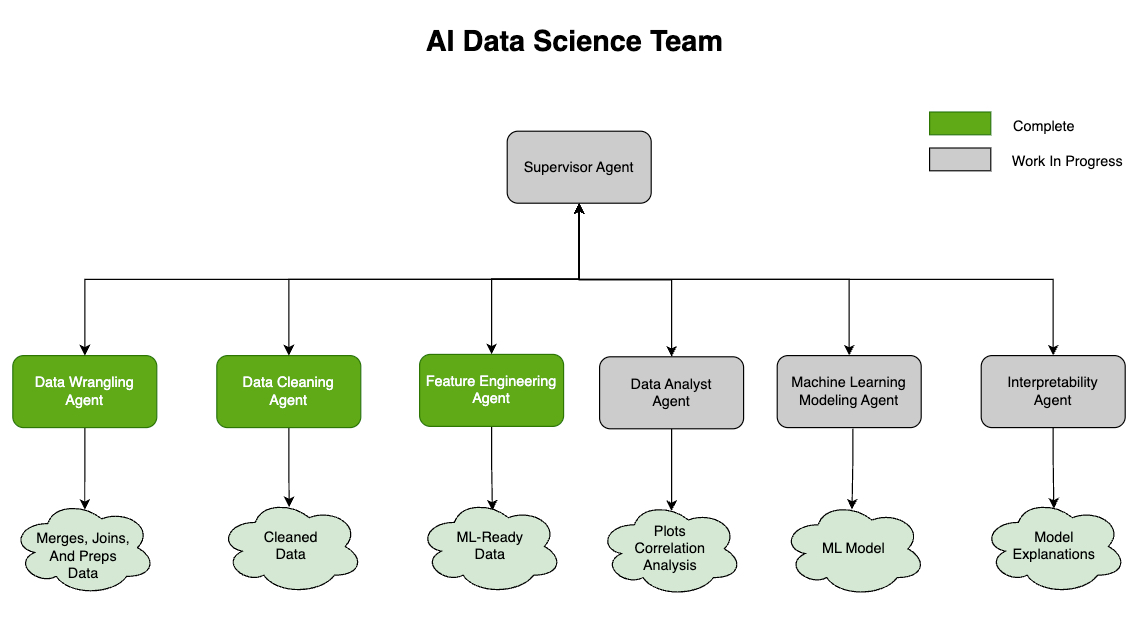 AI Data Science Team
Complete
Work In Progress
Supervisor Agent
Data Wrangling
Agent
Data Cleaning
Agent
Feature Engineering
Agent
Data Analyst
Agent
Machine Learning
Modeling Agent
Interpretability
Agent
Merges, Joins,
And Preps
Data
Cleaned
Data
ML-Ready
Data
Plots
Correlation
Analysis
ML Model
Model
Explanations